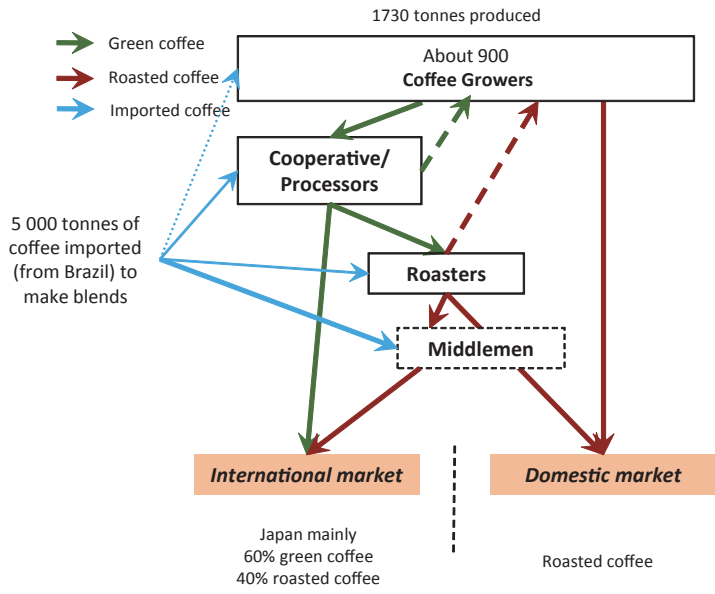 1730 tonnes produced
Green coffee
Roasted coffee
Imported coffee
About 900
Coffee Growers
Cooperative/
Processors
5 000 tonnes of
coffee imported
(from Brazil) to
make blends
Roasters
Middlemen
International market
Domestic market
Japan mainly
60% green coffee
40% roasted coffee
Roasted coffee